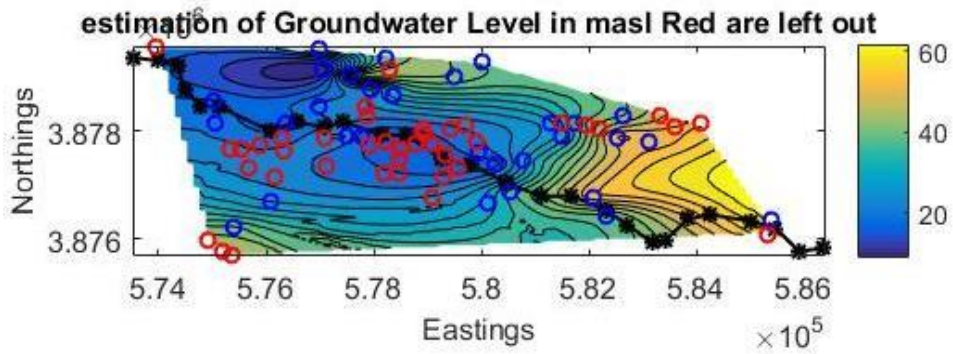 estimation of Groundwater Level in masl Red are left out
×10⁶
60
40
20
3.878
3.876
Northings
5.74 5.76 5.78 5.8 5.82 5.84 5.86
Eastings
×10⁵